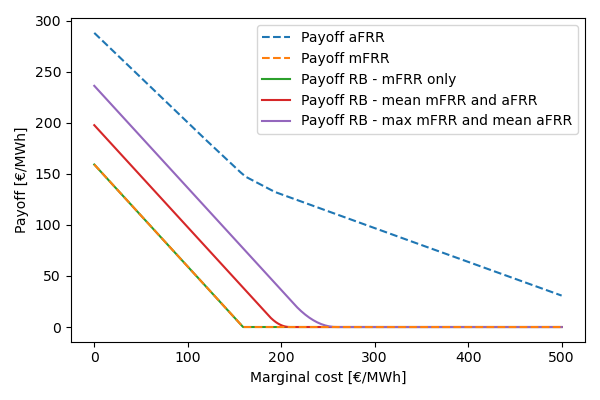 Payoff aFRR
Payoff mFRR
Payoff RB - mFRR only
Payoff RB - mean mFRR and aFRR
Payoff RB - max mFRR and mean aFRR
Payoff [€/MWh]
300
250
200
150
100
50
0
0 100 200 300 400 500
Marginal cost [€/MWh]